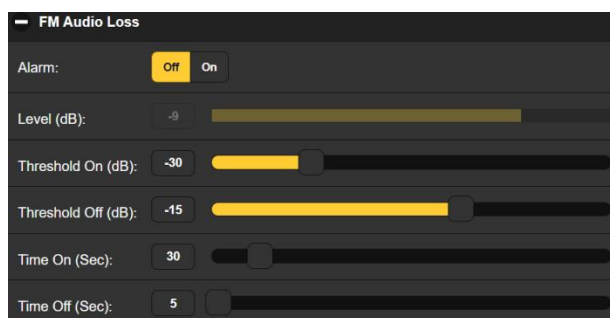 FM Audio Loss
Alarm: Off On
Level (dB): -9
Threshold On (dB): -30
Threshold Off (dB): -15
Time On (Sec): 30
Time Off (Sec): 5